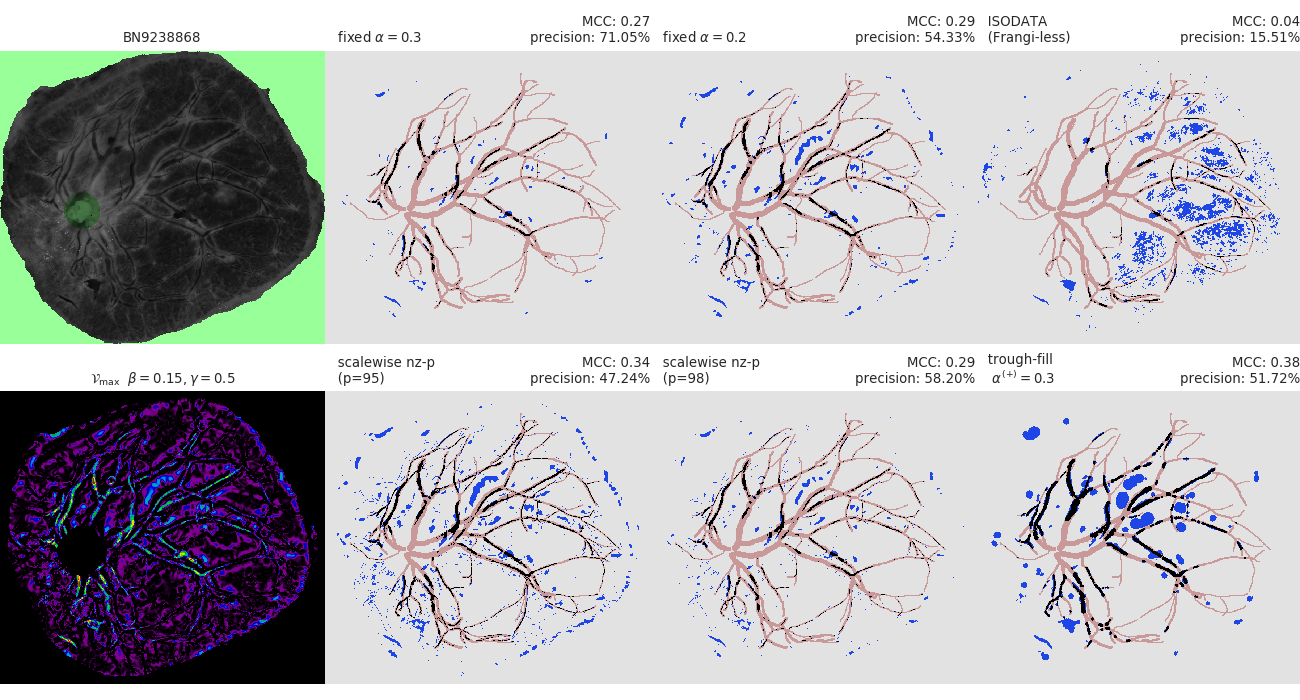 BN9238868
fixed α = 0.3
MCC: 0.27
precision: 71.05%
fixed α = 0.2
MCC: 0.29
precision: 54.33%
ISODATA
(Frangi-less)
MCC: 0.04
precision: 15.51%
𝒱max β = 0.15, γ = 0.5
scalewise nz-p
(p=95)
MCC: 0.34
precision: 47.24%
scalewise nz-p
(p=98)
MCC: 0.29
precision: 58.20%
trough-fill
α(+) = 0.3
MCC: 0.38
precision: 51.72%